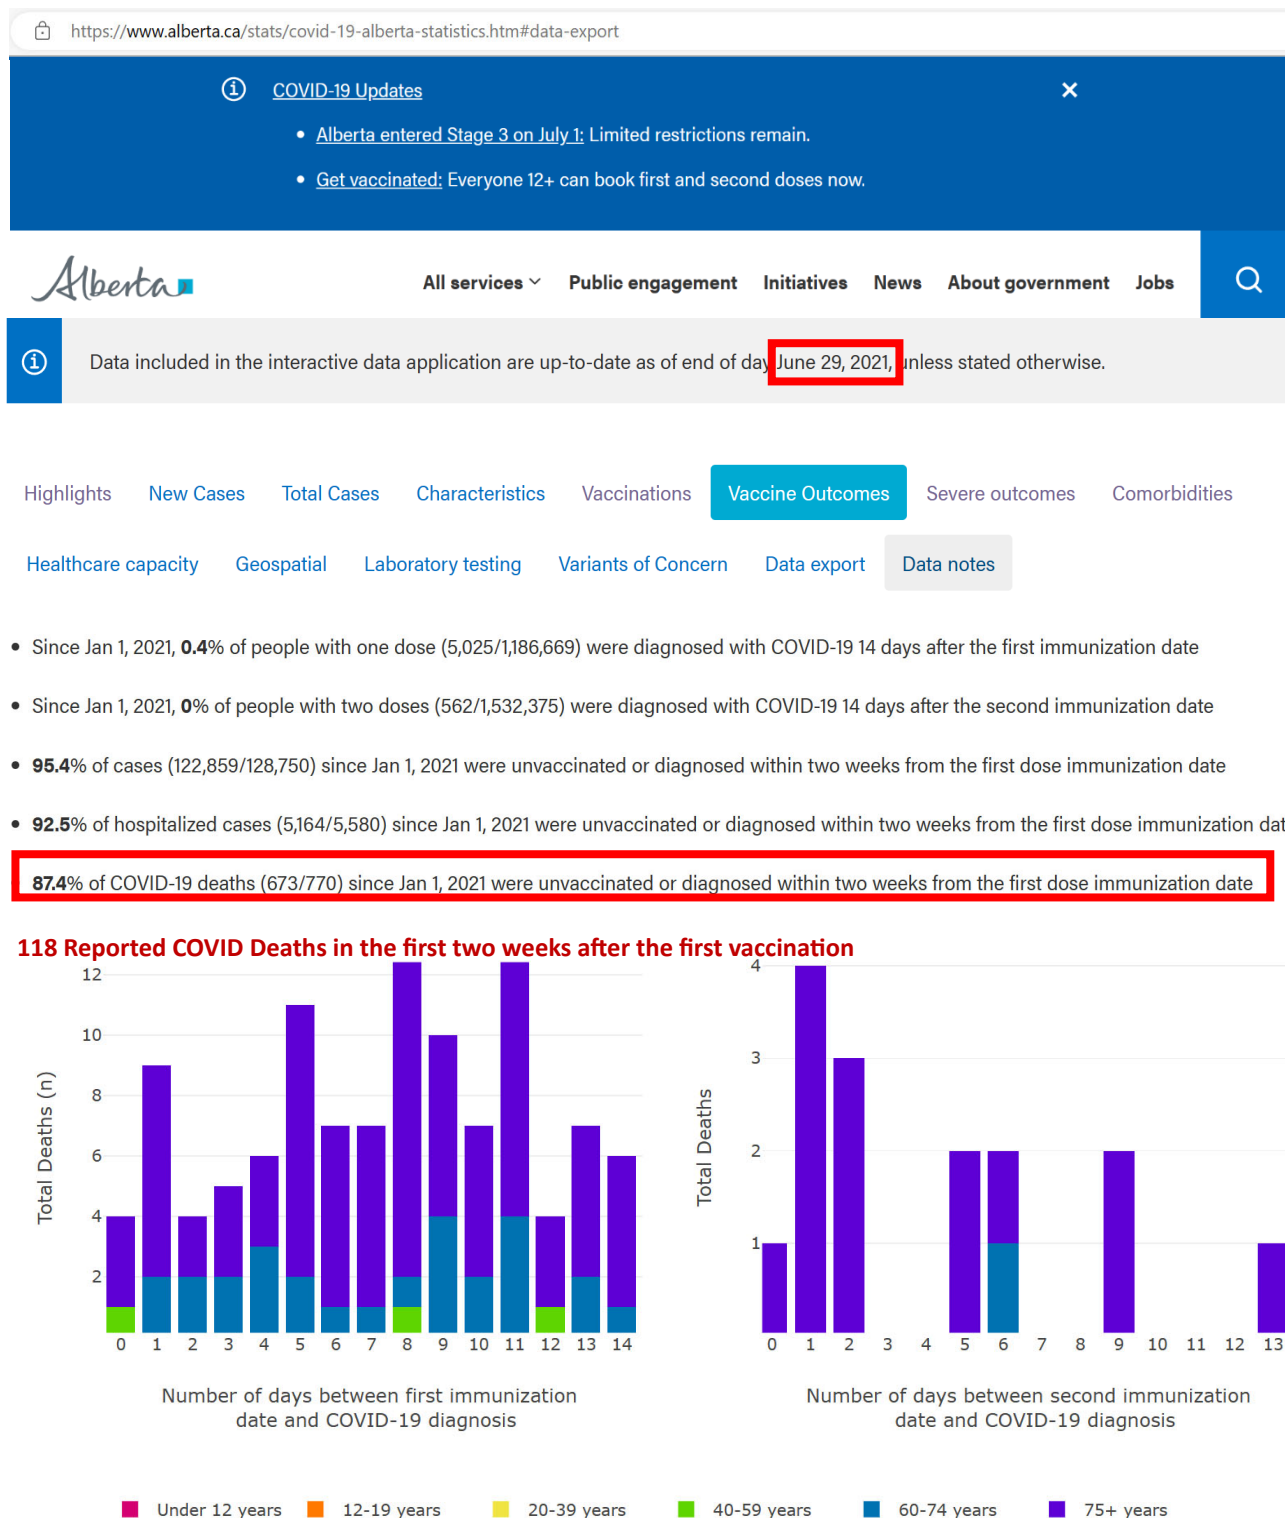 https://www.alberta.ca/stats/covid-19-alberta-statistics.htm#data-export
COVID-19 Updates
Alberta entered Stage 3 on July 1: Limited restrictions remain.
Get vaccinated: Everyone 12+ can book first and second doses now.
Alberta
All services Public engagement Initiatives News About government Jobs
Data included in the interactive data application are up-to-date as of end of day June 29, 2021, unless stated otherwise.
Highlights New Cases Total Cases Characteristics Vaccinations Vaccine Outcomes Severe outcomes Comorbidities
Healthcare capacity Geospatial Laboratory testing Variants of Concern Data export Data notes
• Since Jan 1, 2021, 0.4% of people with one dose (5,025/1,186,669) were diagnosed with COVID-19 14 days after the first immunization date
• Since Jan 1, 2021, 0% of people with two doses (562/1,532,375) were diagnosed with COVID-19 14 days after the second immunization date
• 95.4% of cases (122,859/128,750) since Jan 1, 2021 were unvaccinated or diagnosed within two weeks from the first dose immunization date
• 92.5% of hospitalized cases (5,164/5,580) since Jan 1, 2021 were unvaccinated or diagnosed within two weeks from the first dose immunization dat
87.4% of COVID-19 deaths (673/770) since Jan 1, 2021 were unvaccinated or diagnosed within two weeks from the first dose immunization date
118 Reported COVID Deaths in the first two weeks after the first vaccination
12
10
8
6
4
2
Total Deaths (n)
0 1 2 3 4 5 6 7 8 9 10 11 12 13 14
Number of days between first immunization
date and COVID-19 diagnosis
4
3
2
1
Total Deaths
0 1 2 3 4 5 6 7 8 9 10 11 12 13
Number of days between second immunization
date and COVID-19 diagnosis
Under 12 years 12-19 years 20-39 years 40-59 years 60-74 years 75+ years